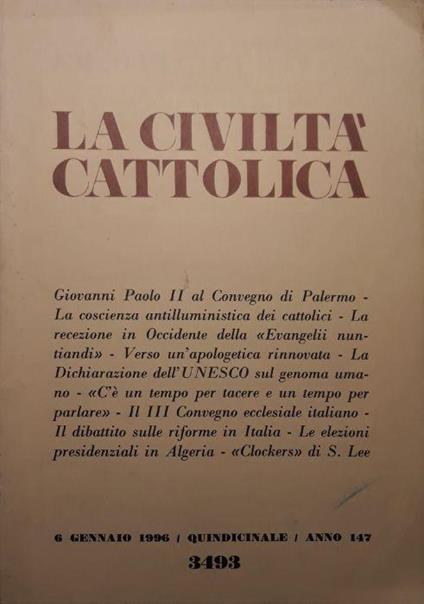 LA CIVILTÀ
CATTOLICA
Giovanni Paolo II al Convegno di Palermo -
La coscienza antilluministica dei cattolici - La
recezione in Occidente della «Evangelii nun-
tiandi» - Verso un'apologetica rinnovata - La
Dichiarazione dell'UNESCO sul genoma uma-
no - «C'è un tempo per tacere e un tempo per
parlare» - Il III Convegno ecclesiale italiano -
Il dibattito sulle riforme in Italia - Le elezioni
presidenziali in Algeria - «Clockers» di S. Lee
6 GENNAIO 1996 / QUINDICINALE / ANNO 147
3493